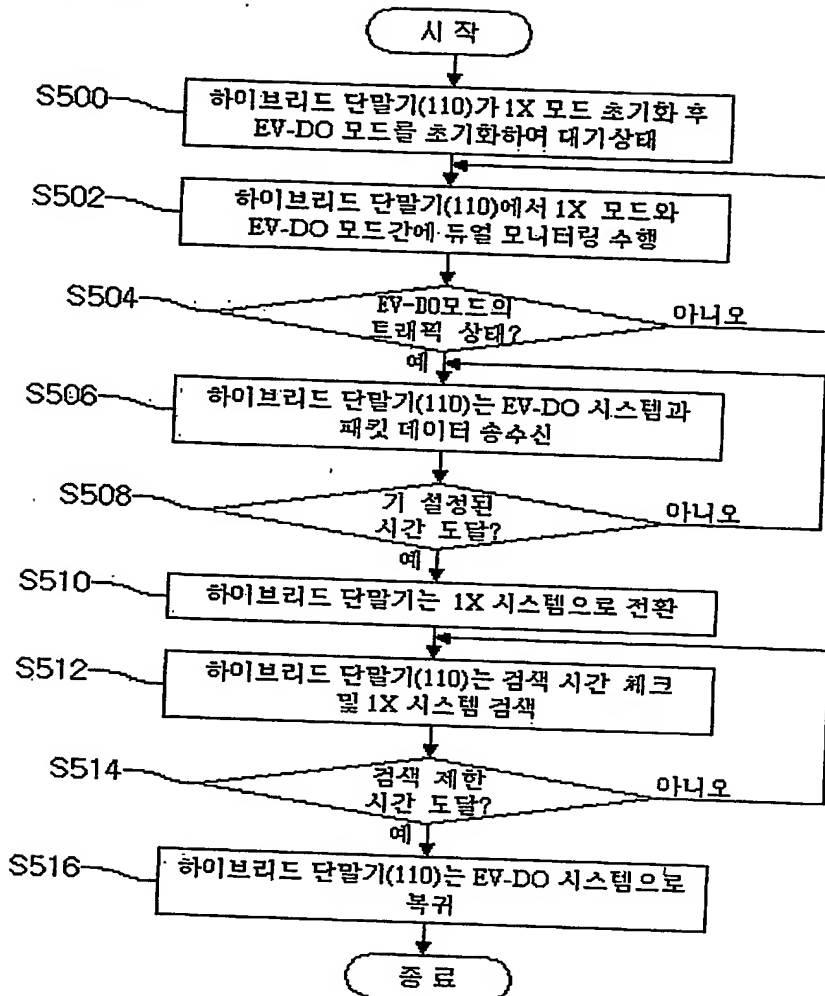 시 작
S500
하이브리드 단말기(110)가 1X 모드 초기화 후
EV-DO 모드를 초기화하여 대기상태
S502
하이브리드 단말기(110)에서 1X 모드와
EV-DO 모드간에 듀얼 모니터링 수행
S504
EV-DO모드의
트래픽 상태?
아니오
예
S506
하이브리드 단말기(110)는 EV-DO 시스템과
패킷 데이터 송수신
S508
기 설정된
시간 도달?
아니오
예
S510
하이브리드 단말기는 1X 시스템으로 전환
S512
하이브리드 단말기(110)는 검색 시간 체크
및 1X 시스템 검색
S514
검색 제한
시간 도달?
아니오
예
S516
하이브리드 단말기(110)는 EV-DO 시스템으로
복귀
종 료